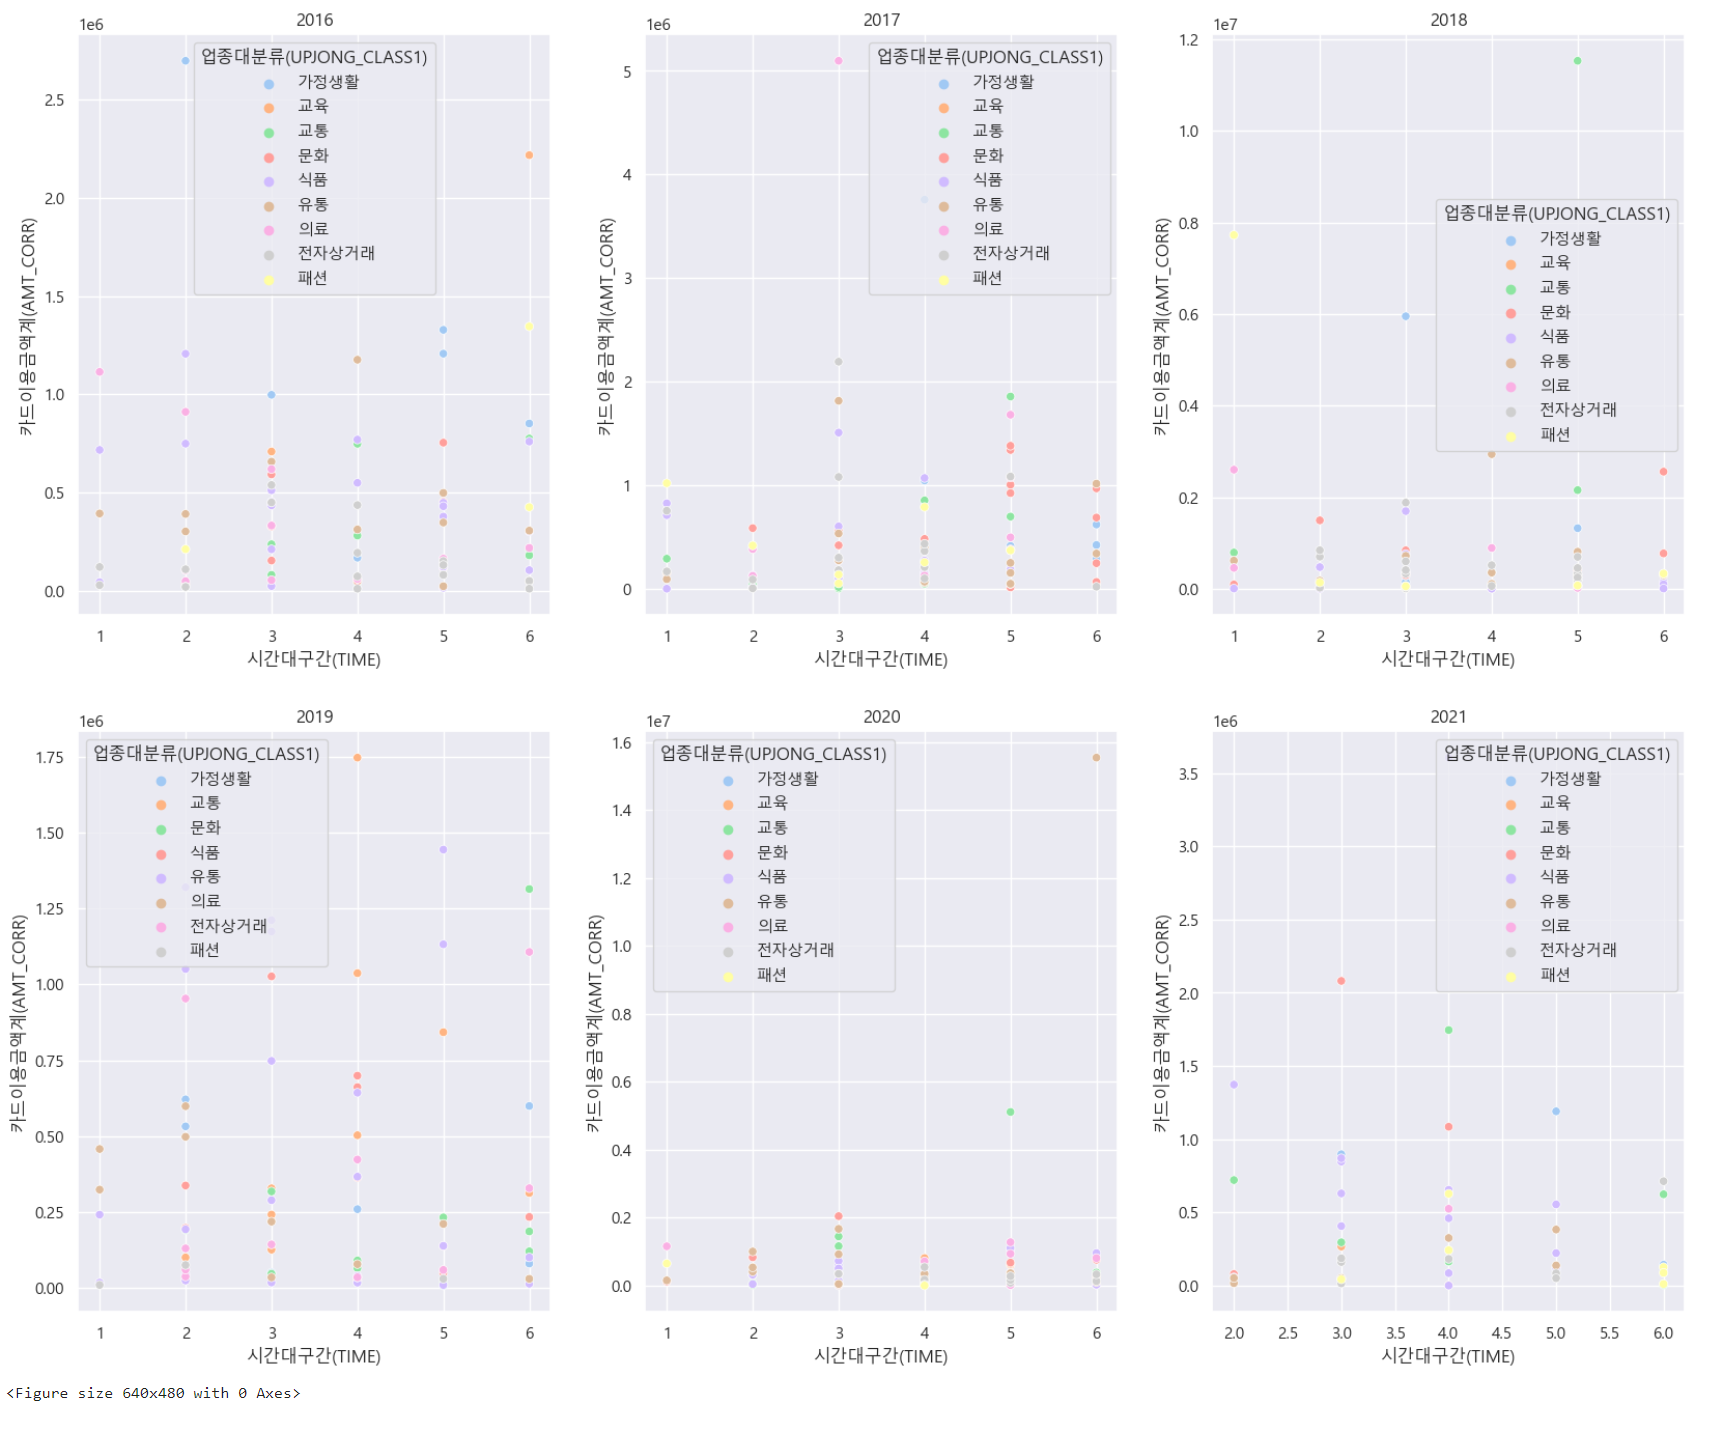 2016
1e6
업종대분류(UPJONG_CLASS1)
가정생활
교육
교통
문화
식품
유통
의료
전자상거래
패션
2.5
2.0
1.5
1.0
0.5
0.0
카드이용금액계(AMT_CORR)
1 2 3 4 5 6
시간대구간(TIME)
2017
1e6
업종대분류(UPJONG_CLASS1)
가정생활
교육
교통
문화
식품
유통
의료
전자상거래
패션
5
4
3
2
1
0
카드이용금액계(AMT_CORR)
1 2 3 4 5 6
시간대구간(TIME)
2018
1e7
업종대분류(UPJONG_CLASS1)
가정생활
교육
교통
문화
식품
유통
의료
전자상거래
패션
1.2
1.0
0.8
0.6
0.4
0.2
0.0
카드이용금액계(AMT_CORR)
1 2 3 4 5 6
시간대구간(TIME)
2019
1e6
업종대분류(UPJONG_CLASS1)
가정생활
교통
문화
식품
유통
의료
전자상거래
패션
1.75
1.50
1.25
1.00
0.75
0.50
0.25
0.00
카드이용금액계(AMT_CORR)
1 2 3 4 5 6
시간대구간(TIME)
2020
1e7
업종대분류(UPJONG_CLASS1)
가정생활
교육
교통
문화
식품
유통
의료
전자상거래
패션
1.6
1.4
1.2
1.0
0.8
0.6
0.4
0.2
0.0
카드이용금액계(AMT_CORR)
1 2 3 4 5 6
시간대구간(TIME)
2021
1e6
업종대분류(UPJONG_CLASS1)
가정생활
교육
교통
문화
식품
유통
의료
전자상거래
패션
3.5
3.0
2.5
2.0
1.5
1.0
0.5
0.0
카드이용금액계(AMT_CORR)
2.0 2.5 3.0 3.5 4.0 4.5 5.0 5.5 6.0
시간대구간(TIME)
<Figure size 640x480 with 0 Axes>